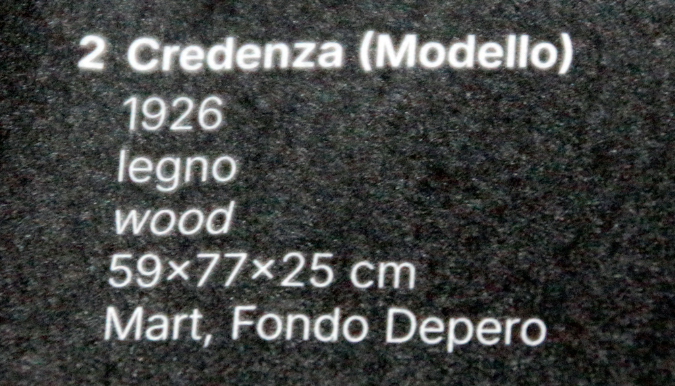 2 Credenza (Modello)
1926
legno
wood
59×77×25 cm
Mart, Fondo Depero